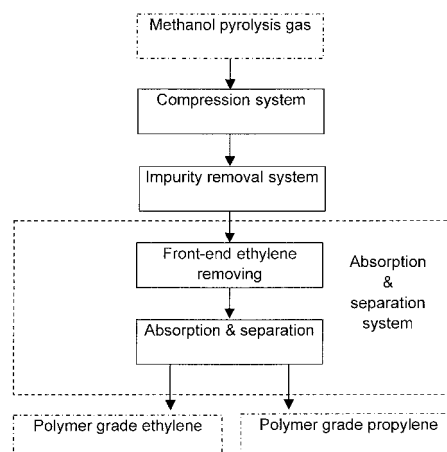 Methanol pyrolysis gas
Compression system
Impurity removal system
Front-end ethylene
removing
Absorption
&
separation
system
Absorption & separation
Polymer grade ethylene
Polymer grade propylene